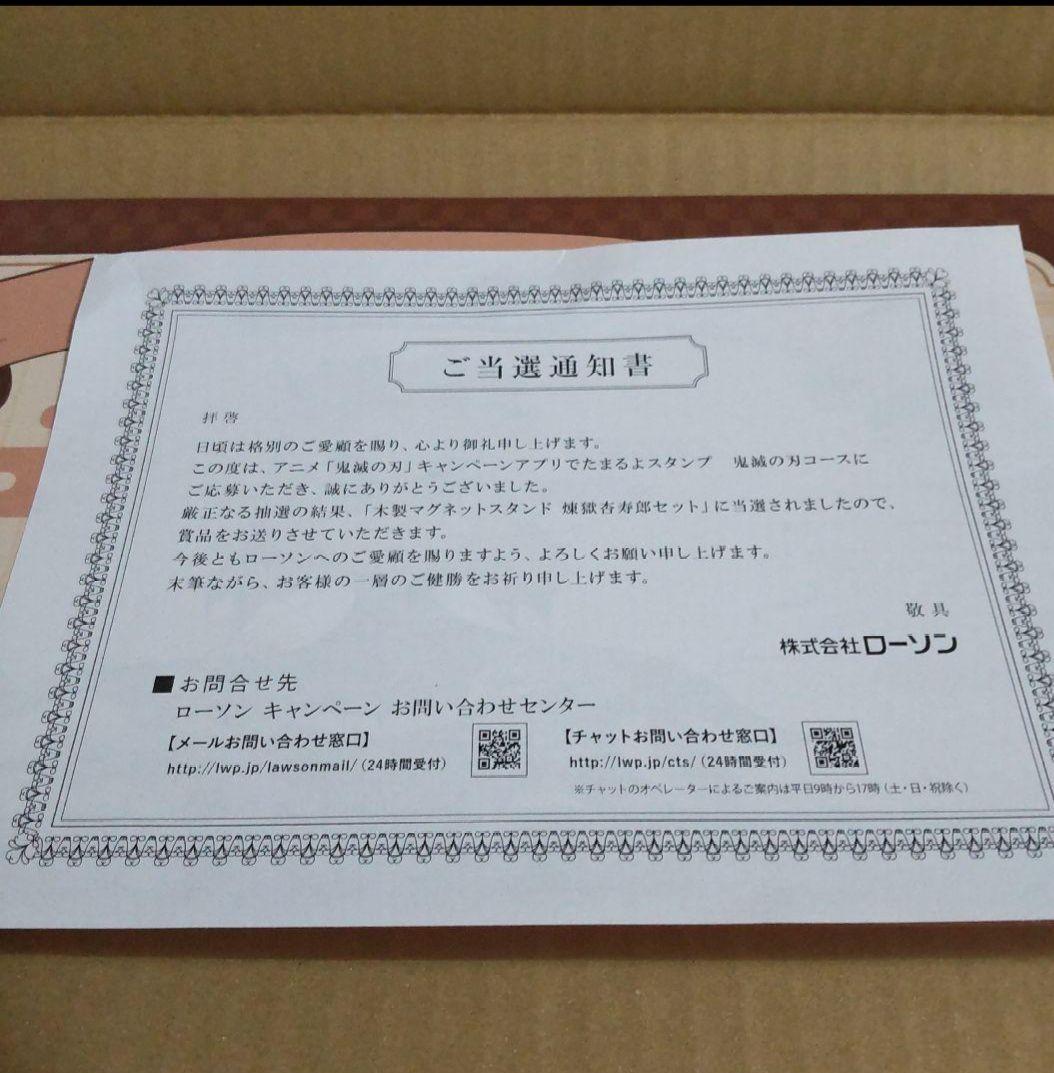 ご当選通知書
拝啓
日頃は格別のご愛顧を賜り、心より御礼申し上げます。
この度は、アニメ「鬼滅の刃」キャンペーンアプリでたまるよスタンプ　鬼滅の刃コースに
ご応募いただき、誠にありがとうございました。
厳正なる抽選の結果、「木製マグネットスタンド 煉獄杏寿郎セット」に当選されましたので、
賞品をお送りさせていただきます。
今後ともローソンへのご愛顧を賜りますよう、よろしくお願い申し上げます。
末筆ながら、お客様の一層のご健勝をお祈り申し上げます。
敬具
株式会社ローソン
■お問合せ先
ローソン キャンペーン お問い合わせセンター
【メールお問い合わせ窓口】
http://lwp.jp/lawsonmail/（24時間受付）
【チャットお問い合わせ窓口】
http://lwp.jp/cts/（24時間受付）
※チャットのオペレーターによるご案内は平日9時から17時（土・日・祝除く）